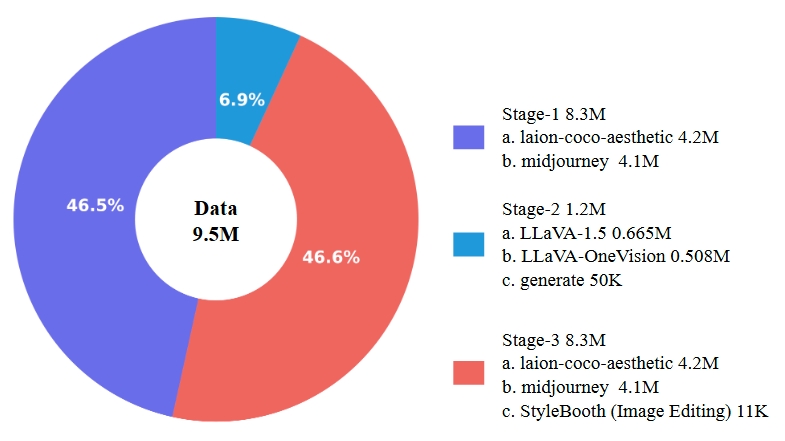 6.9%
46.5%
Data
9.5M
46.6%
Stage-1 8.3M
a. laion-coco-aesthetic 4.2M
b. midjourney 4.1M
Stage-2 1.2M
a. LLaVA-1.5 0.665M
b. LLaVA-OneVision 0.508M
c. generate 50K
Stage-3 8.3M
a. laion-coco-aesthetic 4.2M
b. midjourney 4.1M
c. StyleBooth (Image Editing) 11K